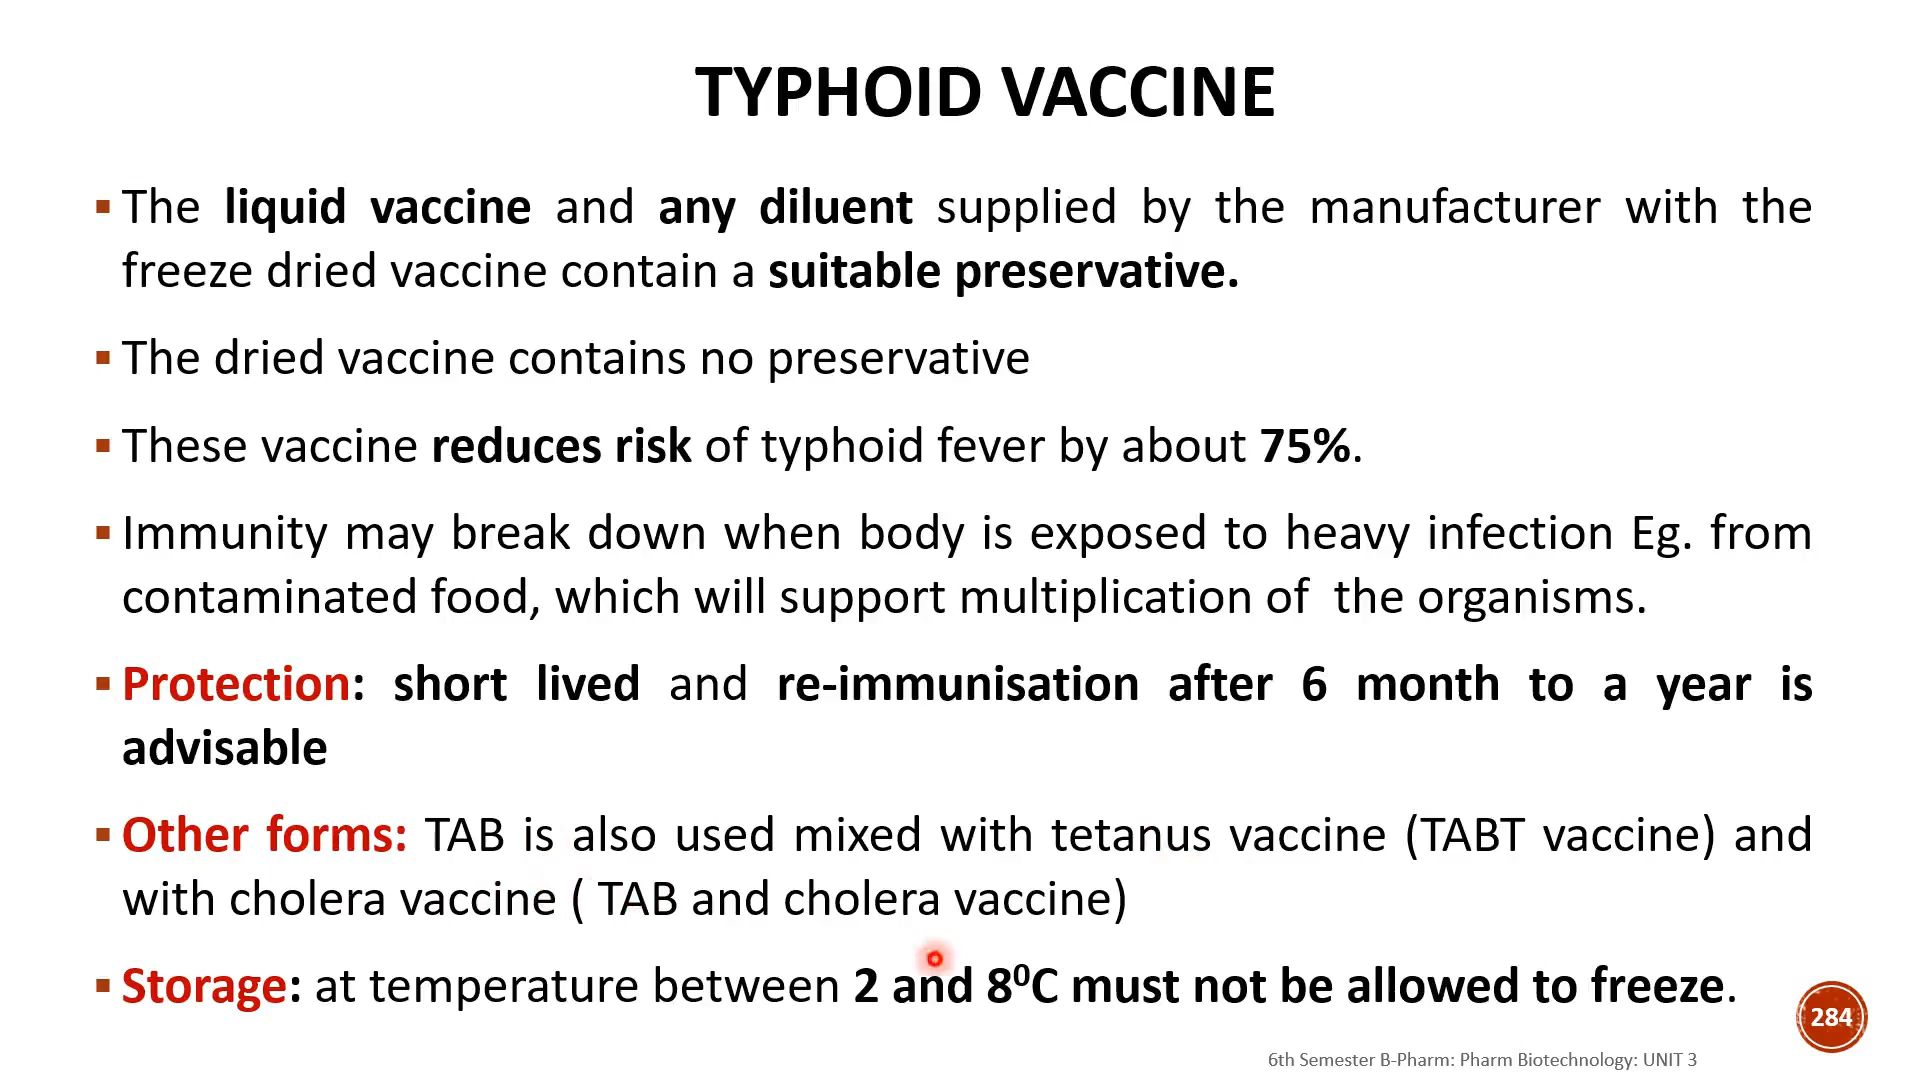 TYPHOID VACCINE
▪ The liquid vaccine and any diluent supplied by the manufacturer with the
freeze dried vaccine contain a suitable preservative.
▪ The dried vaccine contains no preservative
▪ These vaccine reduces risk of typhoid fever by about 75%.
▪ Immunity may break down when body is exposed to heavy infection Eg. from
contaminated food, which will support multiplication of the organisms.
▪ Protection: short lived and re-immunisation after 6 month to a year is
advisable
▪ Other forms: TAB is also used mixed with tetanus vaccine (TABT vaccine) and
with cholera vaccine ( TAB and cholera vaccine)
▪ Storage: at temperature between 2 and 8⁰C must not be allowed to freeze.
284
6th Semester B-Pharm: Pharm Biotechnology: UNIT 3